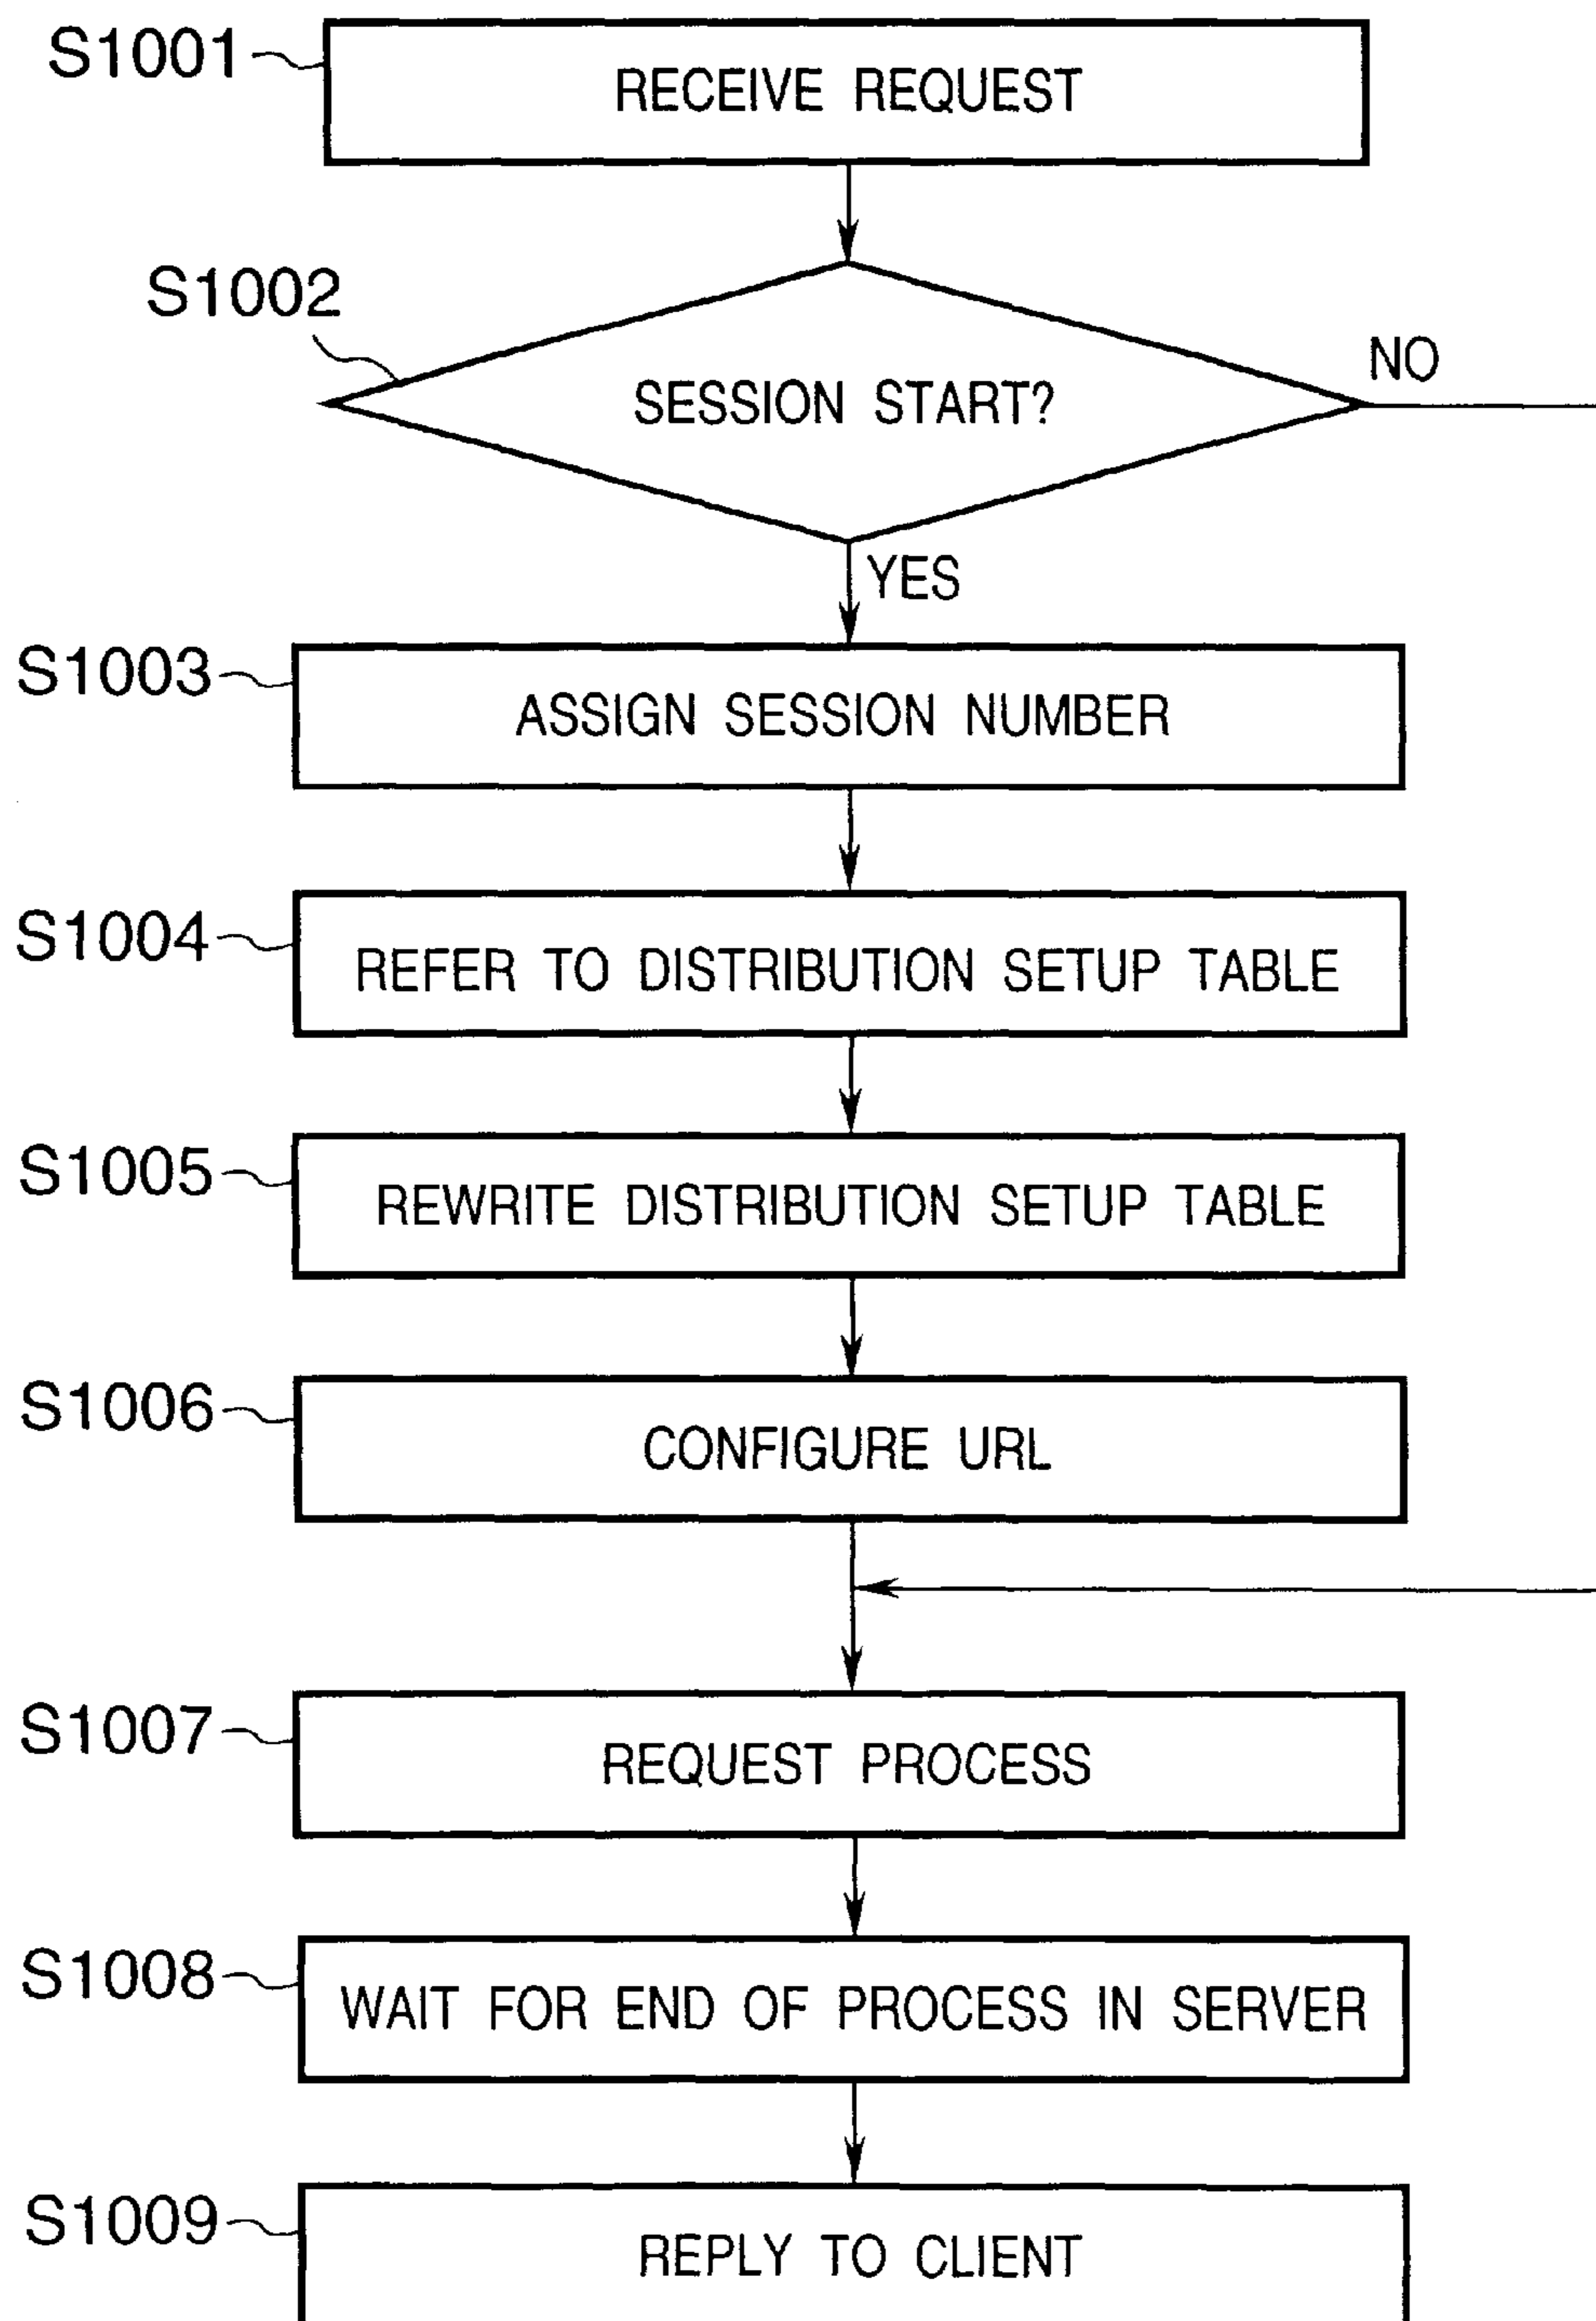 S1001
RECEIVE REQUEST
S1002
SESSION START?
NO
YES
S1003
ASSIGN SESSION NUMBER
S1004
REFER TO DISTRIBUTION SETUP TABLE
S1005
REWRITE DISTRIBUTION SETUP TABLE
S1006
CONFIGURE URL
S1007
REQUEST PROCESS
S1008
WAIT FOR END OF PROCESS IN SERVER
S1009
REPLY TO CLIENT